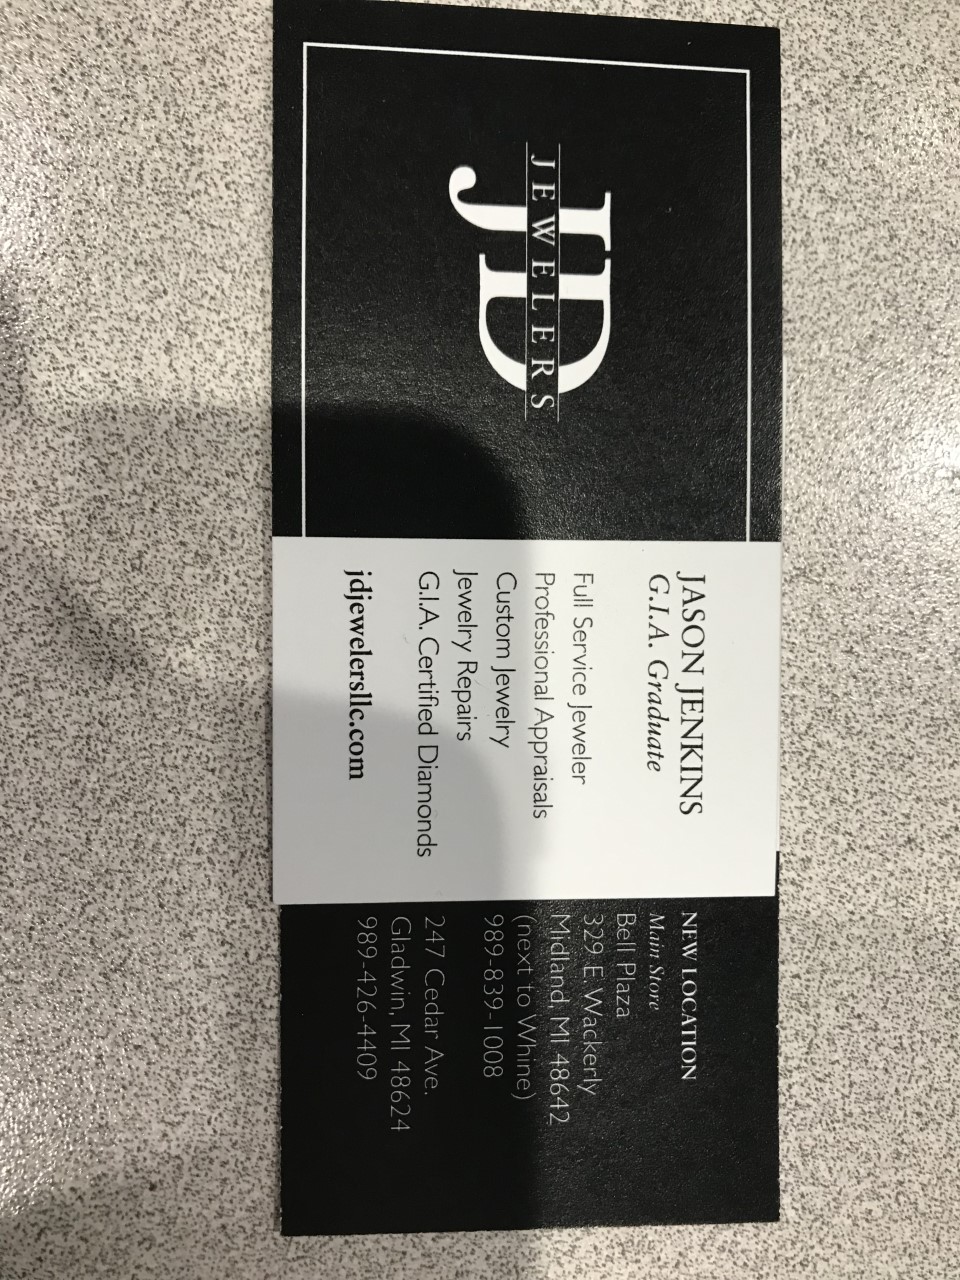 JD
JEWELERS
JASON JENKINS
G.I.A. Graduate
Full Service Jeweler
Professional Appraisals
Custom Jewelry
Jewelry Repairs
G.I.A. Certified Diamonds
jdjewelersllc.com
NEW LOCATION
Main Store
Bell Plaza
329 E. Wackerly
Midland, MI 48642
(next to Whine)
989-839-1008
247 Cedar Ave.
Gladwin, MI 48624
989-426-4409